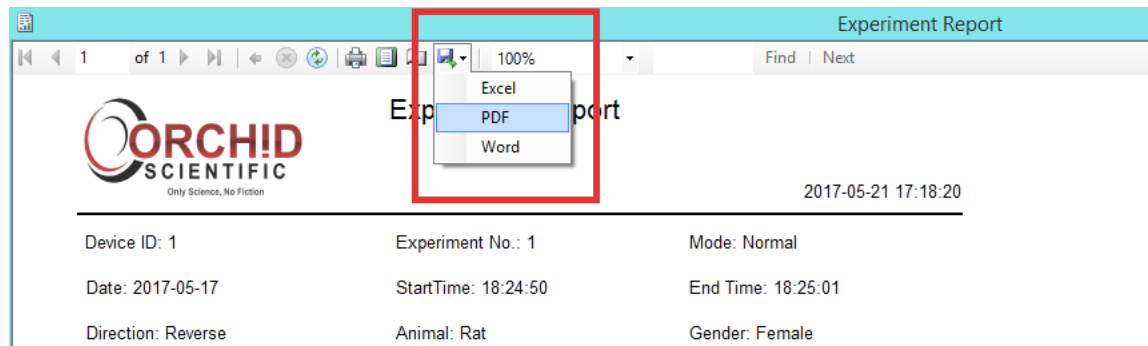 Experiment Report
1 of 1 100% Find | Next
Excel
PDF
Word
ORCH!D
SCIENTIFIC
Only Science, No Fiction
2017-05-21 17:18:20
Device ID: 1 Experiment No.: 1 Mode: Normal
Date: 2017-05-17 StartTime: 18:24:50 End Time: 18:25:01
Direction: Reverse Animal: Rat Gender: Female